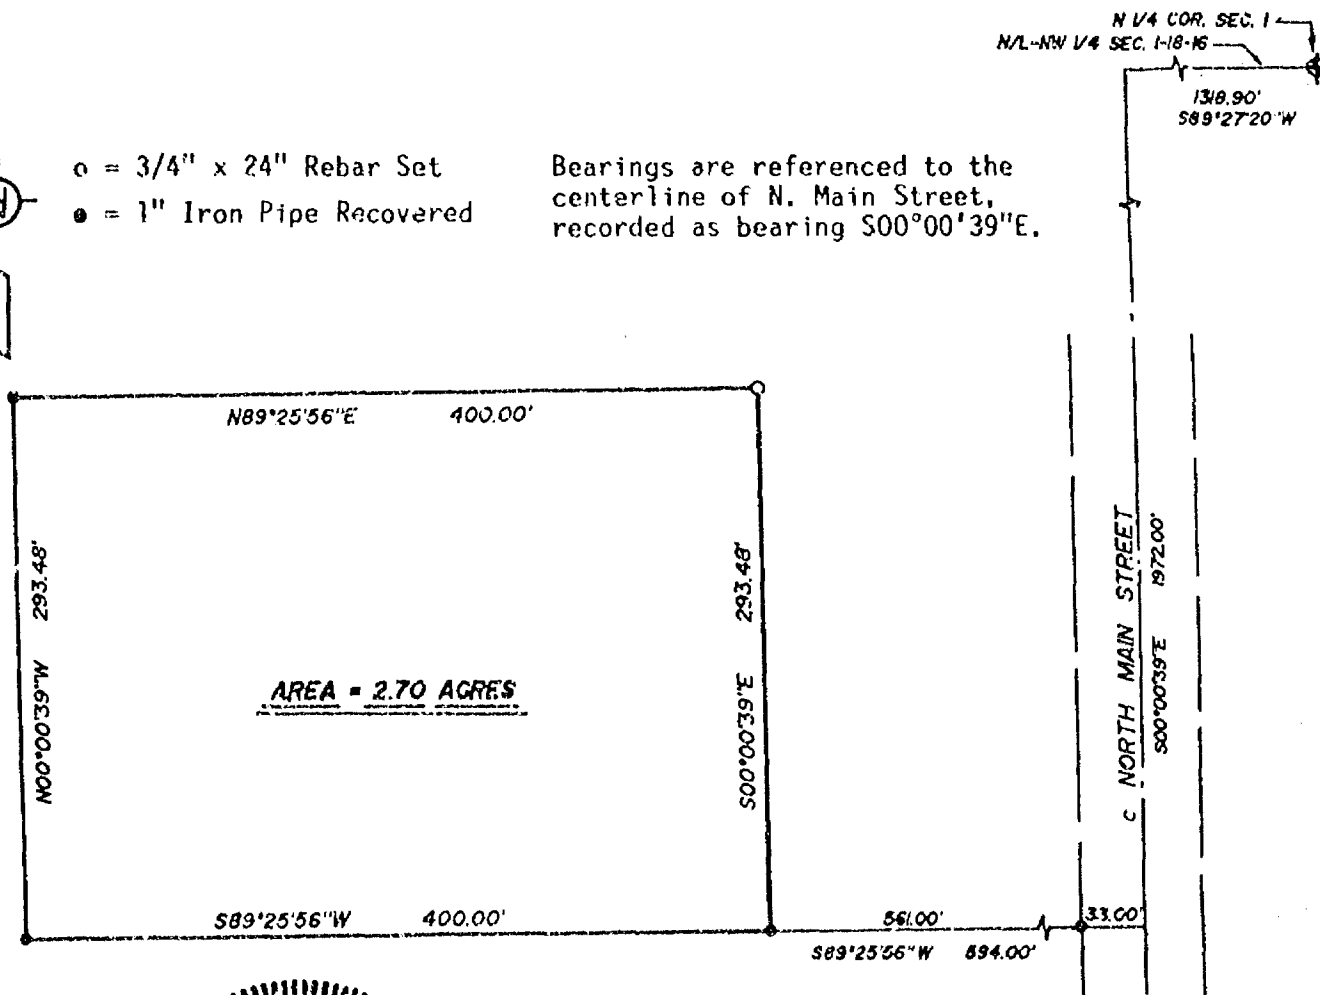 N 1/4 COR. SEC. 1
N/L-NW 1/4 SEC. 1-18-16
1318.90'
S89°27'20"W
o = 3/4" x 24" Rebar Set
● = 1" Iron Pipe Recovered
Bearings are referenced to the
centerline of N. Main Street,
recorded as bearing S00°00'39"E.
N89°25'56"E 400.00'
N00°00'39"W 293.48'
S00°00'39"E 293.48'
AREA = 2.70 ACRES
C NORTH MAIN STREET
S00°00'39"E 1972.00'
S89°25'56"W 400.00'
561.00'
33.00'
S89°25'56"W 594.00'